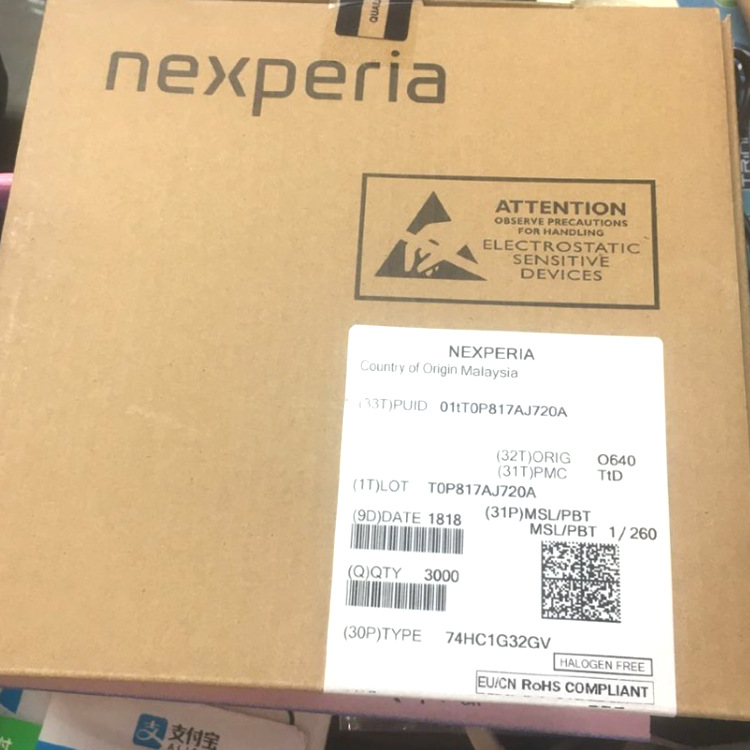 nexperia
ATTENTION
OBSERVE PRECAUTIONS
FOR HANDLING
ELECTROSTATIC
SENSITIVE
DEVICES
NEXPERIA
Country of Origin Malaysia
(33T)PUID 01tT0P817AJ720A
(32T)ORIG O640
(31T)PMC TtD
(1T)LOT T0P817AJ720A
(9D)DATE 1818 (31P)MSL/PBT
MSL/PBT 1/260
(Q)QTY 3000
(30P)TYPE 74HC1G32GV
HALOGEN FREE
EU/CN RoHS COMPLIANT
支 支付宝
付